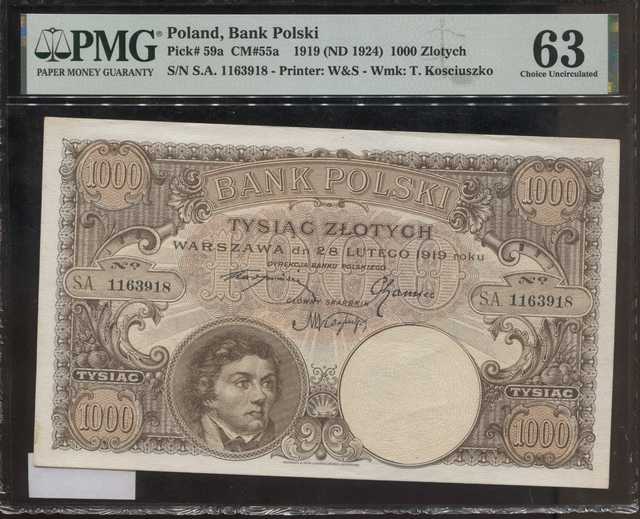 PMG
PAPER MONEY GUARANTY
Poland, Bank Polski
Pick# 59a CM#55a 1919 (ND 1924) 1000 Zlotych
S/N S.A. 1163918 - Printer: W&S - Wmk: T. Kosciuszko
63
Choice Uncirculated
1000
BANK POLSKI
1000
TYSIĄC ZŁOTYCH
WARSZAWA dn 28 LUTEGO 1919 roku
DYREKCJA BANKU POLSKIEGO
1000
Nº
SA 1163918
Nº
SA 1163918
GŁÓWNY SKARBNIK
TYSIĄC
TYSIĄC
1000
1000